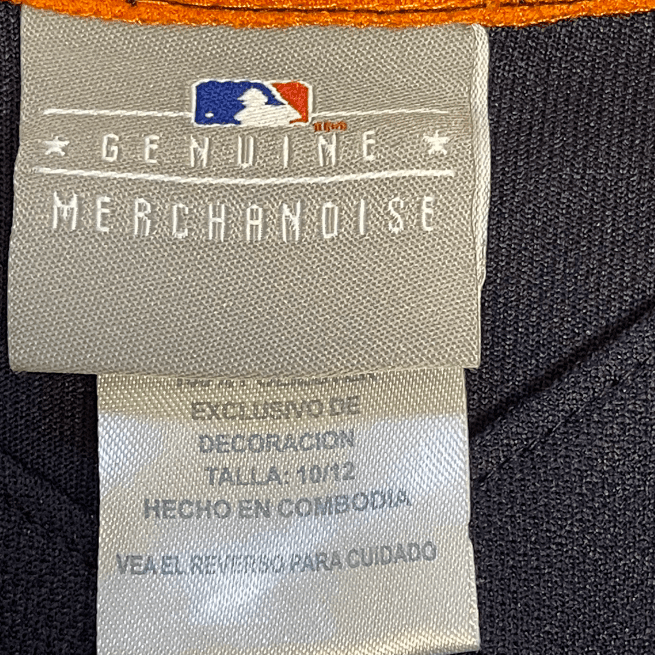 GENUINE
MERCHANDISE
EXCLUSIVO DE
DECORACION
TALLA: 10/12
HECHO EN COMBODIA
VEA EL REVERSO PARA CUIDADO